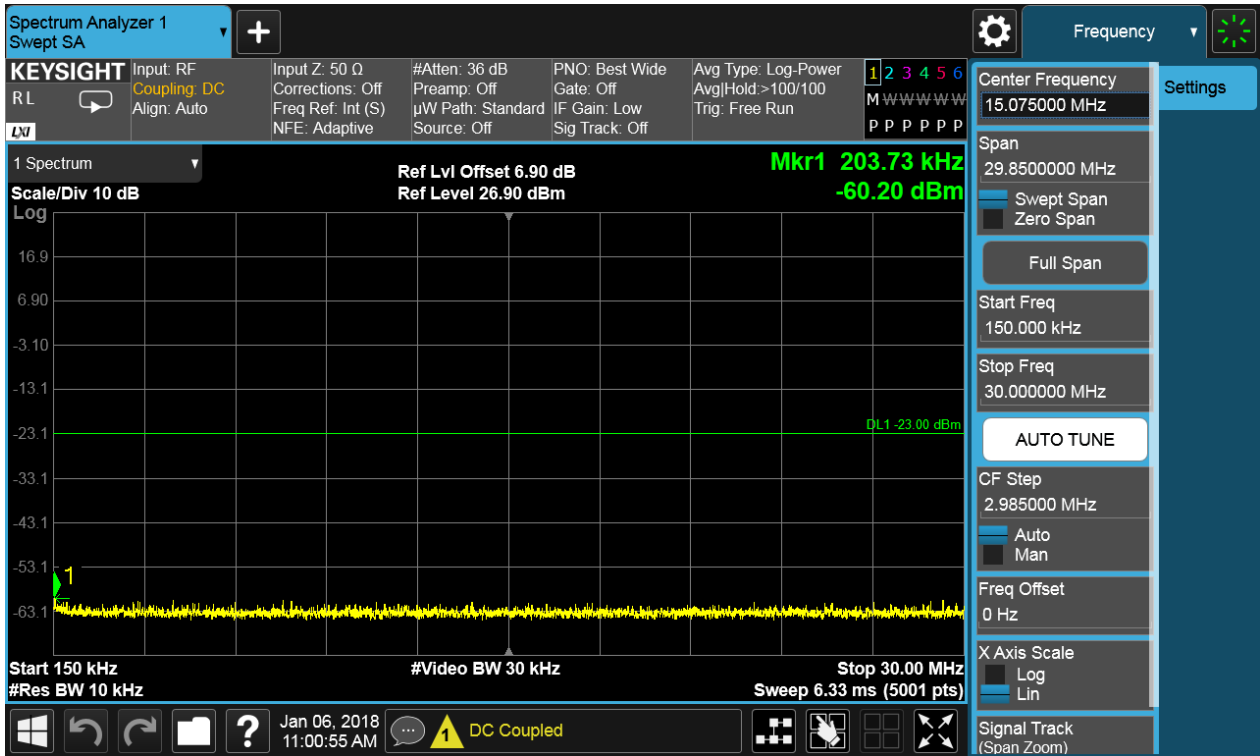 Spectrum Analyzer 1
Swept SA
+
Frequency
KEYSIGHT
R L
LXI
Input: RF
Coupling: DC
Align: Auto
Input Z: 50 Ω
Corrections: Off
Freq Ref: Int (S)
NFE: Adaptive
#Atten: 36 dB
Preamp: Off
µW Path: Standard
Source: Off
PNO: Best Wide
Gate: Off
IF Gain: Low
Sig Track: Off
Avg Type: Log-Power
Avg|Hold:>100/100
Trig: Free Run
1 2 3 4 5 6
M W W W W W
P P P P P P
1 Spectrum
Scale/Div 10 dB
Log
Ref Lvl Offset 6.90 dB
Ref Level 26.90 dBm
Mkr1 203.73 kHz
-60.20 dBm
16.9
6.90
-3.10
-13.1
-23.1
-33.1
-43.1
-53.1
-63.1
DL1 -23.00 dBm
1
Start 150 kHz
#Video BW 30 kHz
Stop 30.00 MHz
#Res BW 10 kHz
Sweep 6.33 ms (5001 pts)
Center Frequency
15.075000 MHz
Settings
Span
29.8500000 MHz
Swept Span
Zero Span
Full Span
Start Freq
150.000 kHz
Stop Freq
30.000000 MHz
AUTO TUNE
CF Step
2.985000 MHz
Auto
Man
Freq Offset
0 Hz
X Axis Scale
Log
Lin
Signal Track
(Span Zoom)
?
Jan 06, 2018
11:00:55 AM
1
DC Coupled